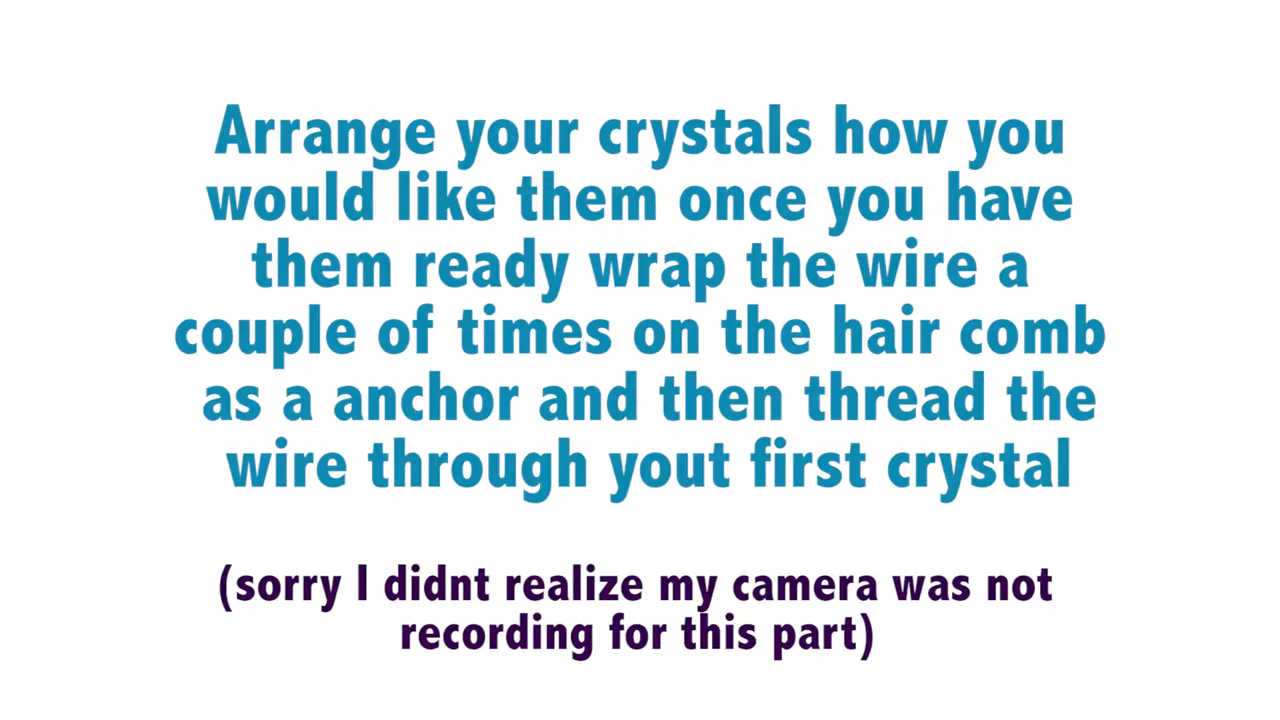 Arrange your crystals how you
would like them once you have
them ready wrap the wire a
couple of times on the hair comb
as a anchor and then thread the
wire through yout first crystal
(sorry I didnt realize my camera was not
recording for this part)